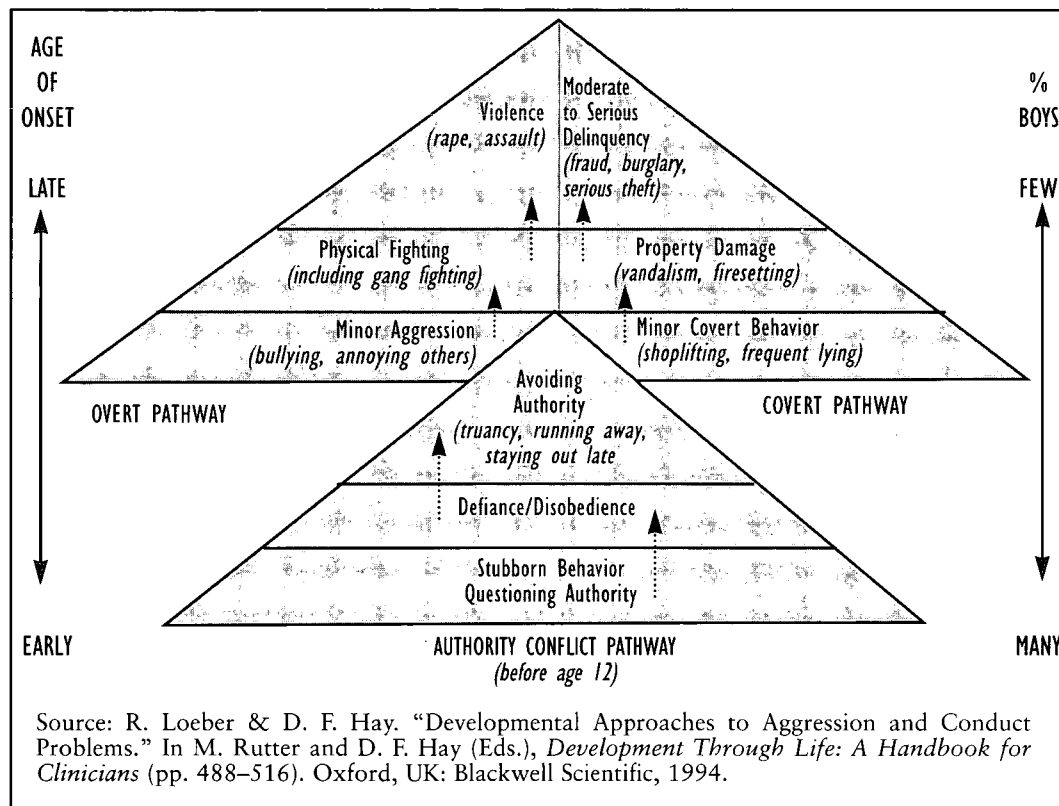 AGE
OF
ONSET
LATE
EARLY
%
BOYS
FEW
MANY
Violence
(rape, assault)
Moderate
to Serious
Delinquency
(fraud, burglary,
serious theft)
Physical Fighting
(including gang fighting)
Property Damage
(vandalism, firesetting)
Minor Aggression
(bullying, annoying others)
Minor Covert Behavior
(shoplifting, frequent lying)
OVERT PATHWAY
COVERT PATHWAY
Avoiding
Authority
(truancy, running away,
staying out late
Defiance/Disobedience
Stubborn Behavior
Questioning Authority
AUTHORITY CONFLICT PATHWAY
(before age 12)
Source: R. Loeber & D. F. Hay. “Developmental Approaches to Aggression and Conduct
Problems.” In M. Rutter and D. F. Hay (Eds.), Development Through Life: A Handbook for
Clinicians (pp. 488–516). Oxford, UK: Blackwell Scientific, 1994.